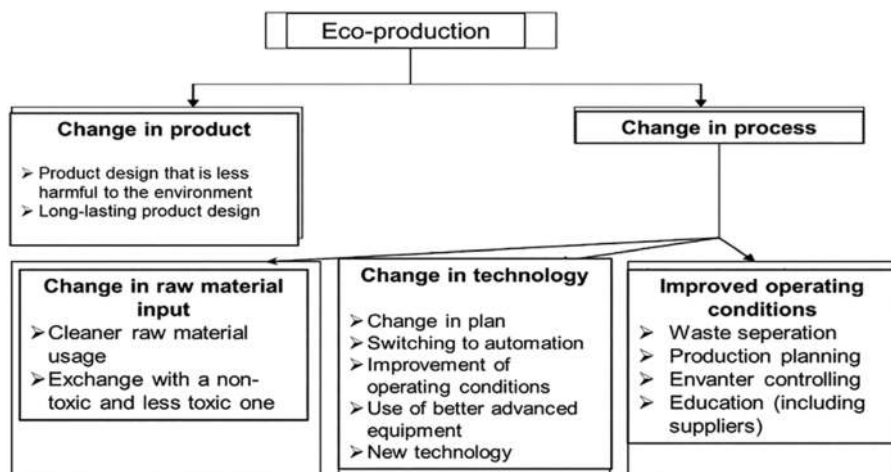 Eco-production
Change in product
➢ Product design that is less
harmful to the environment
➢ Long-lasting product design
Change in process
Change in raw material
input
➢ Cleaner raw material
usage
➢ Exchange with a non-
toxic and less toxic one
Change in technology
➢ Change in plan
➢ Switching to automation
➢ Improvement of
operating conditions
➢ Use of better advanced
equipment
➢ New technology
Improved operating
conditions
➢ Waste seperation
➢ Production planning
➢ Envanter controlling
➢ Education (including
suppliers)